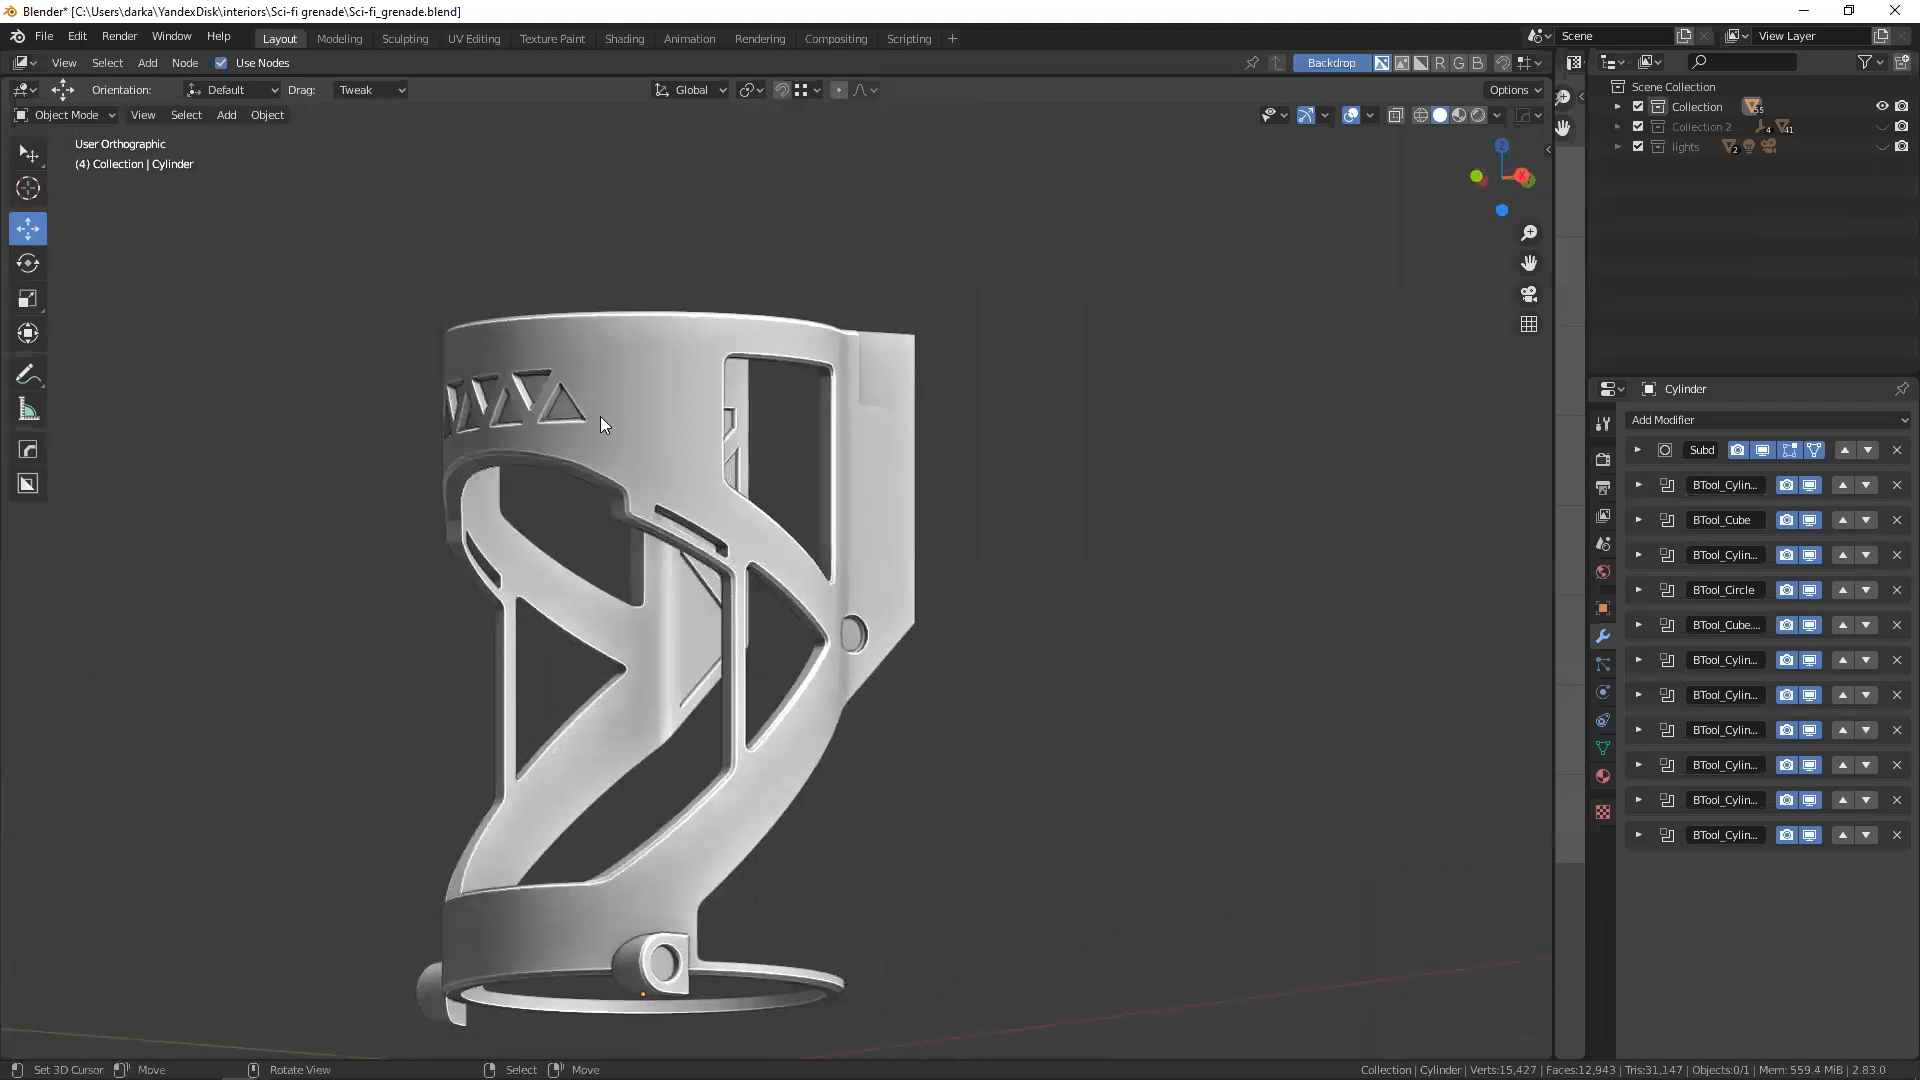 Blender* [C:\Users\darka\YandexDisk\interiors\Sci-fi grenade\Sci-fi_grenade.blend]
File Edit Render Window Help Layout Modeling Sculpting UV Editing Texture Paint Shading Animation Rendering Compositing Scripting Scene View Layer
View Select Add Node Use Nodes Backdrop R G B
Orientation: Default Drag: Tweak Global Options
Object Mode View Select Add Object
User Orthographic
(4) Collection | Cylinder
Z
X
Scene Collection
Collection 55
Collection 2 4 41
lights 2
Cylinder
Add Modifier
Subd
BTool_Cylin...
BTool_Cube
BTool_Cylin...
BTool_Circle
BTool_Cube....
BTool_Cylin...
BTool_Cylin...
BTool_Cylin...
BTool_Cylin...
BTool_Cylin...
BTool_Cylin...
Set 3D Cursor Move Rotate View Select Move Collection | Cylinder | Verts:15,427 | Faces:12,943 | Tris:31,147 | Objects:0/1 | Mem: 559.4 MiB | 2.83.0